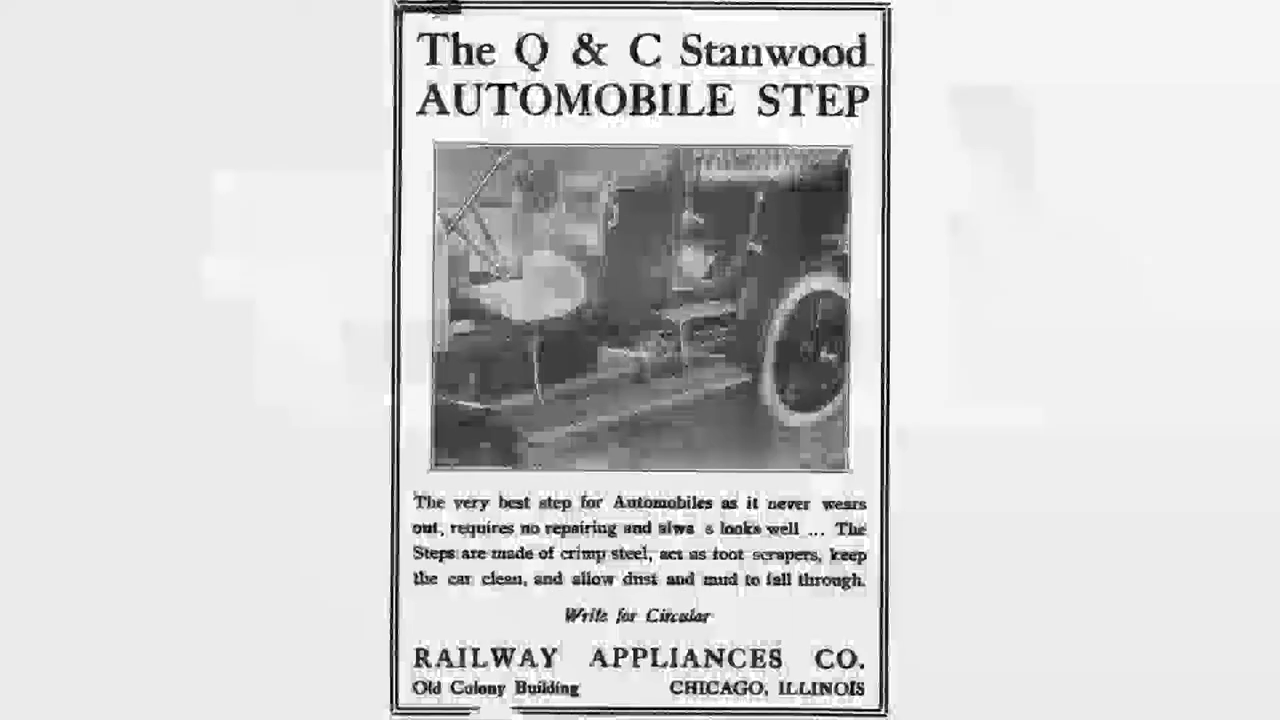 The Q & C Stanwood
AUTOMOBILE STEP
The very best step for Automobiles as it never wears
out, requires no repairing and alwa s looks well ... The
Steps are made of crimp steel, act as foot scrapers, keep
the car clean, and allow dust and mud to fall through.
Write for Circular
RAILWAY APPLIANCES CO.
Old Colony Building CHICAGO, ILLINOIS